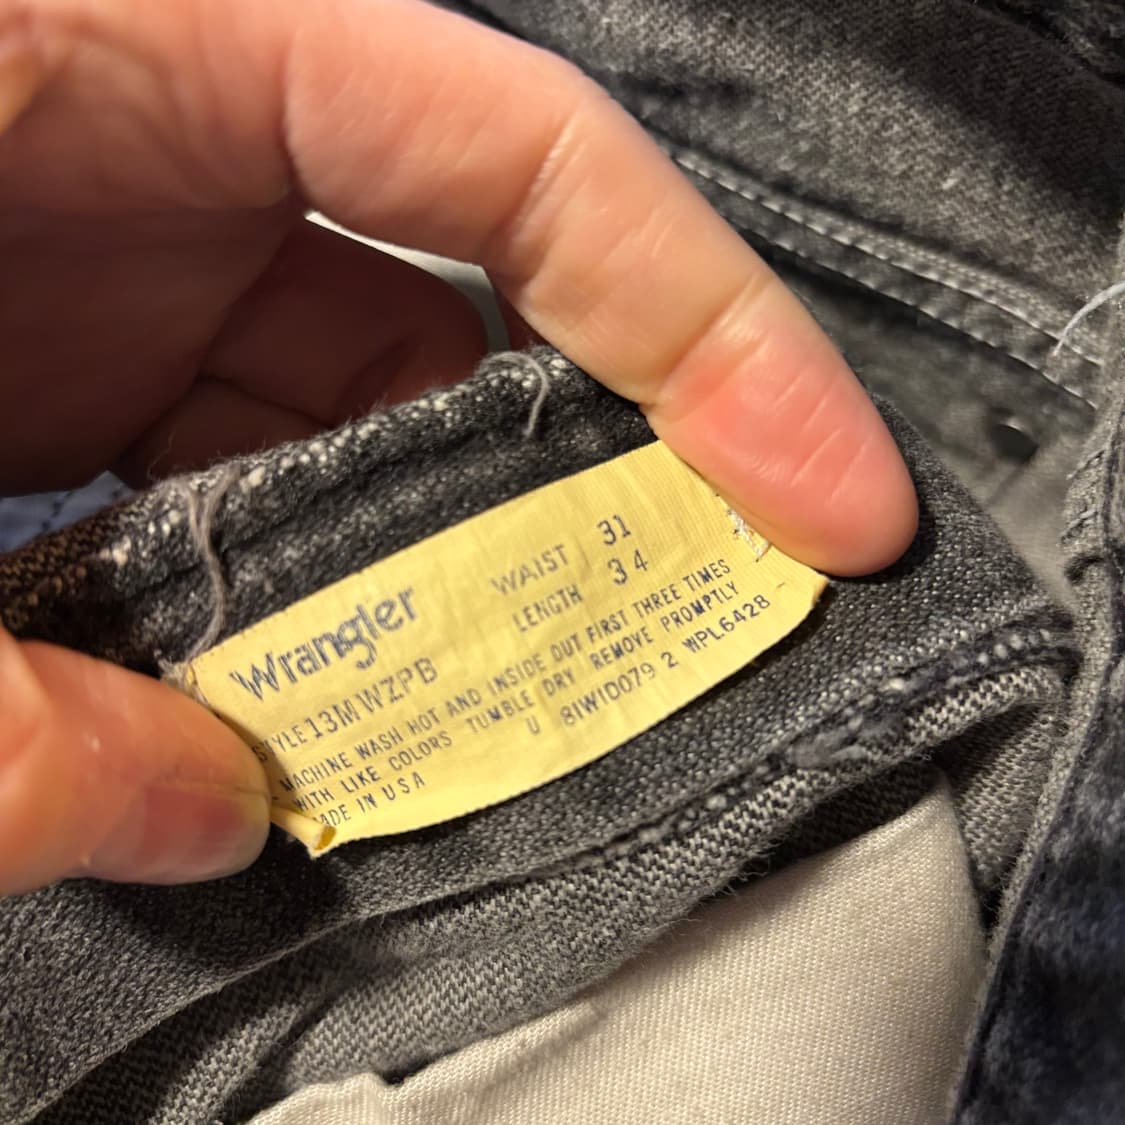 Wrangler
WAIST 31
LENGTH 34
STYLE 13MWZPB
MACHINE WASH HOT AND INSIDE OUT FIRST THREE TIMES
WITH LIKE COLORS TUMBLE DRY REMOVE PROMPTLY
MADE IN USA U 81W1D079 2 WPL6428